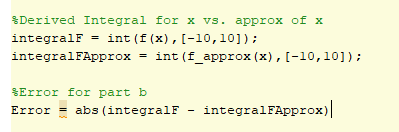 %Derived Integral for x vs. approx of x
integralF = int(f(x),[-10,10]);
integralFApprox = int(f_approx(x),[-10,10]);
%Error for part b
Error = abs(integralF - integralFApprox)